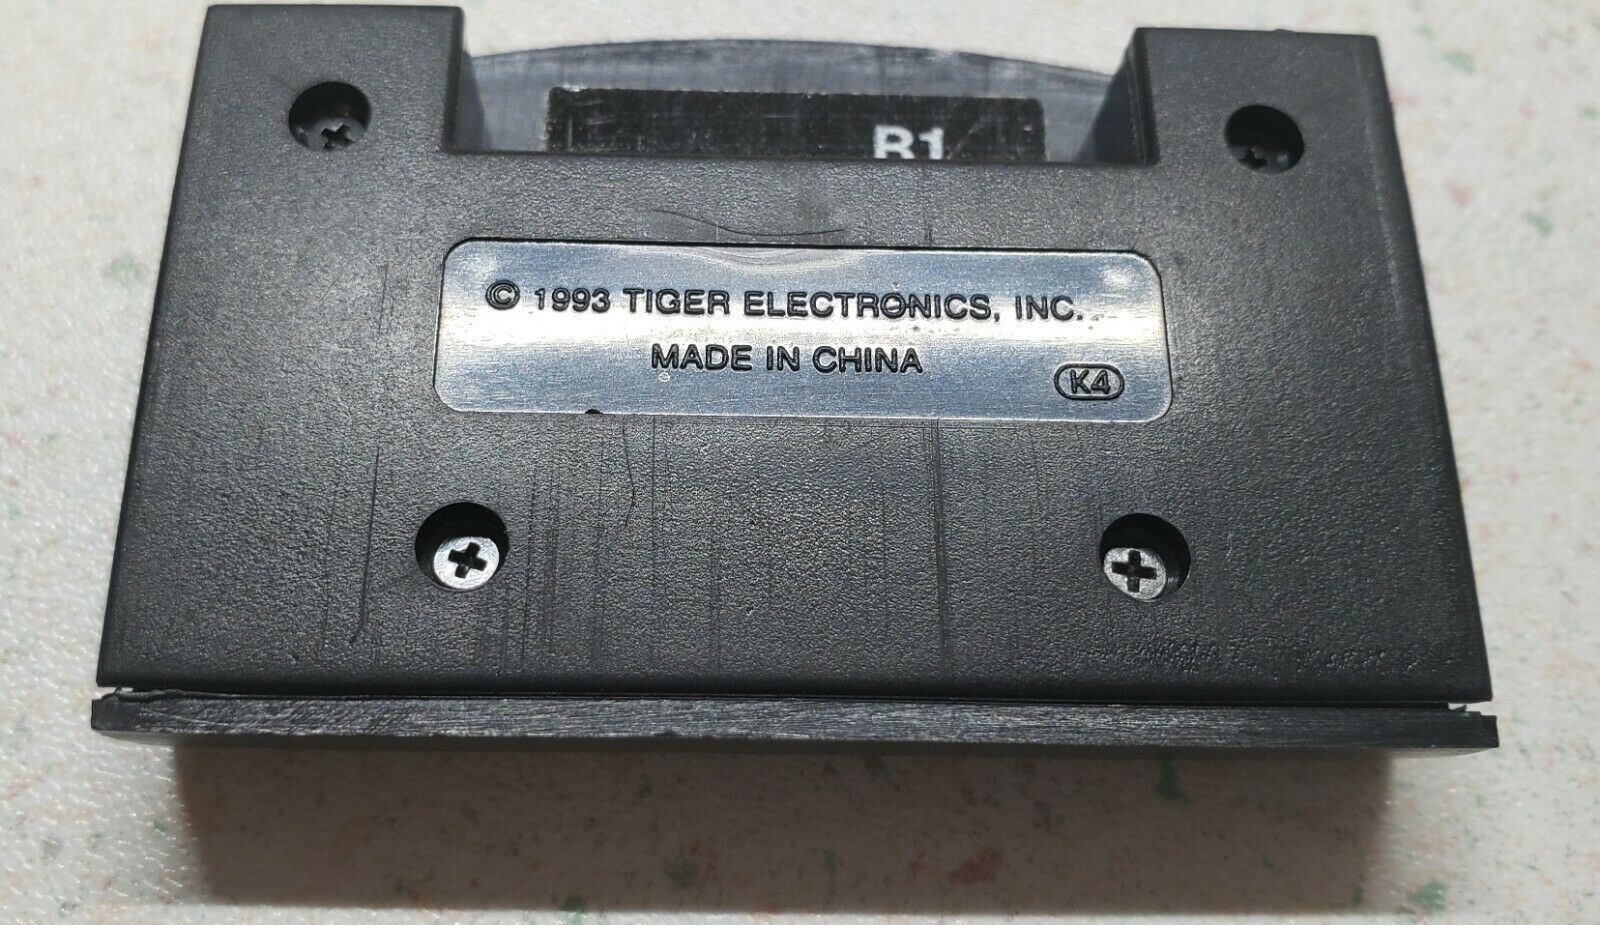 R1
© 1993 TIGER ELECTRONICS, INC.
MADE IN CHINA
K4